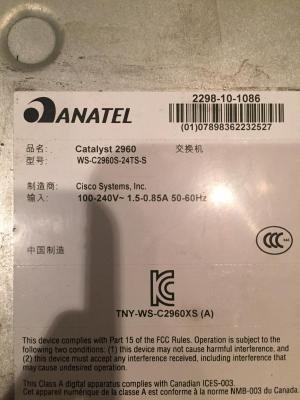 ANATEL
2298-10-1086
(01)07898362232527
品名: Catalyst 2960 交换机
型号: WS-C2960S-24TS-S
制造商: Cisco Systems, Inc.
输入: 100-240V~ 1.5-0.85A 50-60Hz
中国制造
CCC
TNY-WS-C2960XS (A)
This device complies with Part 15 of the FCC Rules. Operation is subject to the
following two conditions: (1) this device may not cause harmful interference, and
(2) this device must accept any interference received, including interference that
may cause undesired operation.
This Class A digital apparatus complies with Canadian ICES-003.
Cet appareil numérique de la classe A est conforme à la norme NMB-003 du Canada.